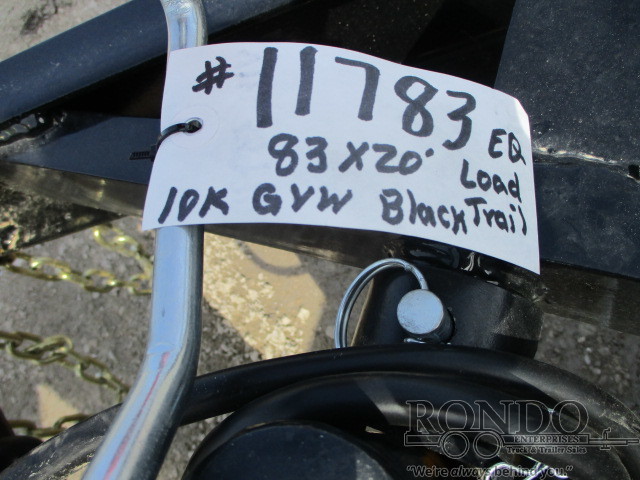 # 11783
83 X 20' EQ Load
10K GVW Black Trail
RONDO
ENTERPRISES
Truck & Trailer Sales
"We're always behind you."